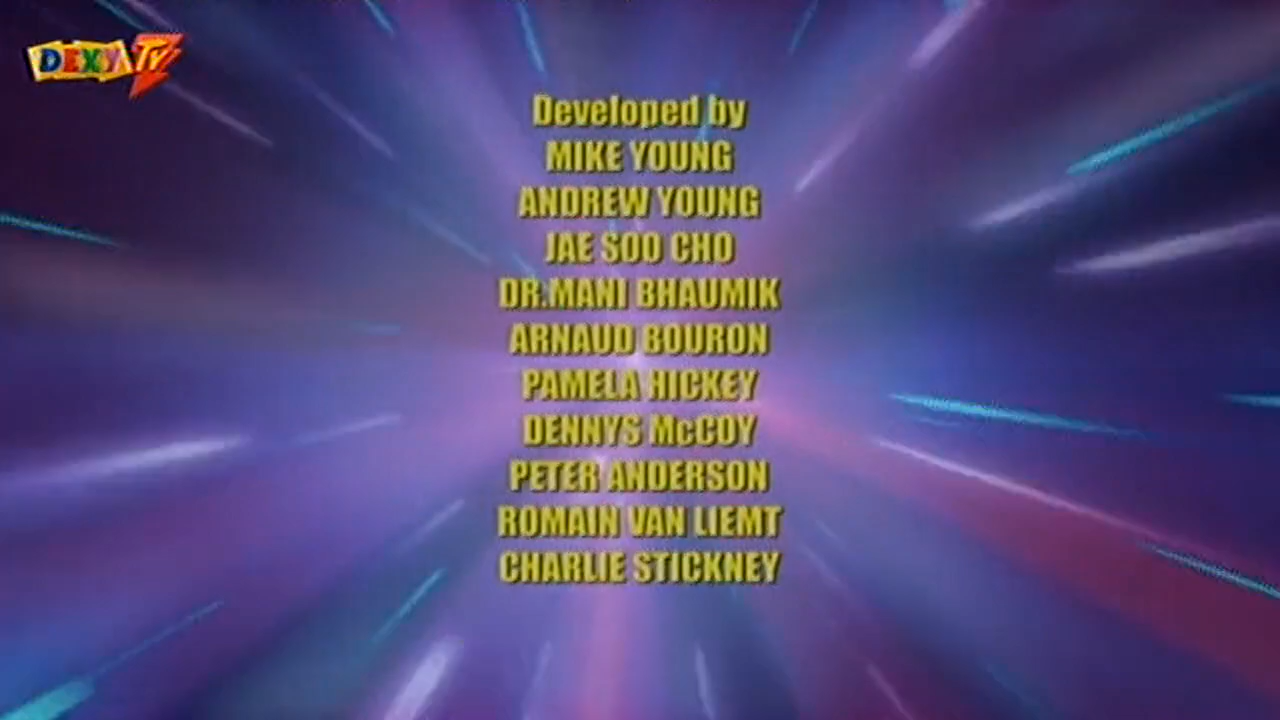 DEXY TV
Developed by
MIKE YOUNG
ANDREW YOUNG
JAE SOO CHO
DR.MANI BHAUMIK
ARNAUD BOURON
PAMELA HICKEY
DENNYS McCOY
PETER ANDERSON
ROMAIN VAN LIEMT
CHARLIE STICKNEY